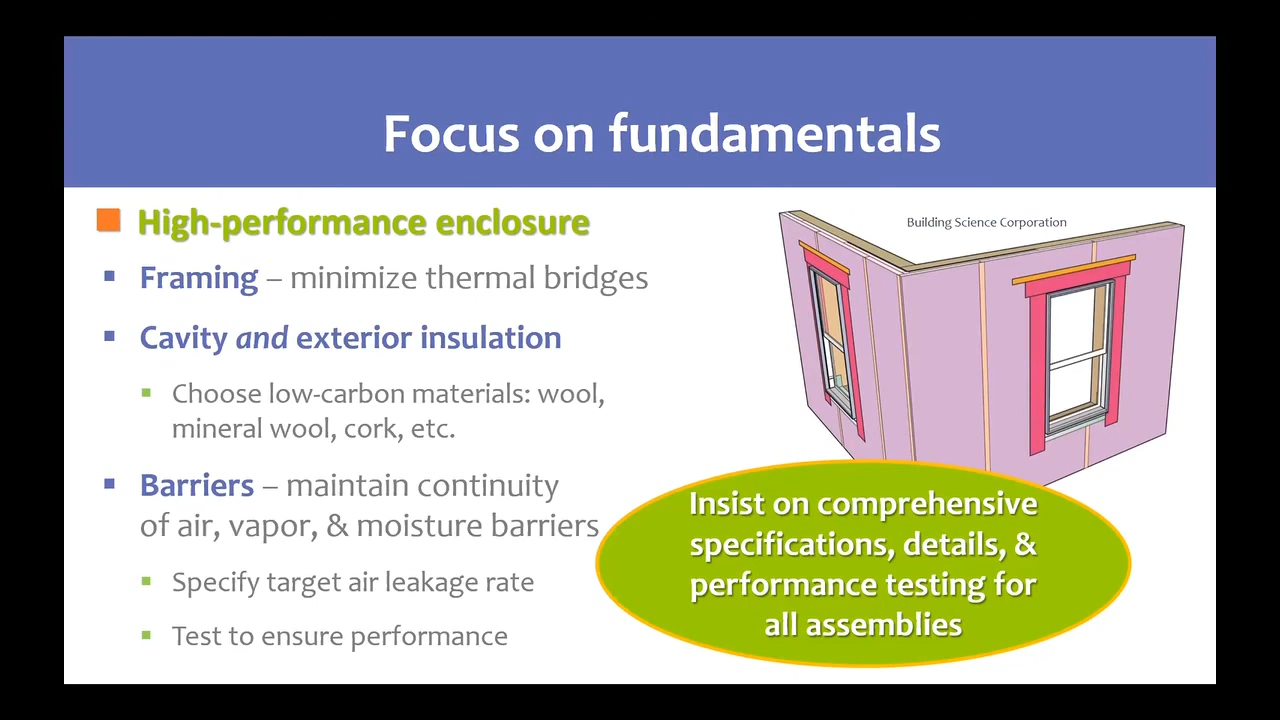 Focus on fundamentals
High-performance enclosure
Building Science Corporation
Framing – minimize thermal bridges
Cavity and exterior insulation
Choose low-carbon materials: wool,
mineral wool, cork, etc.
Barriers – maintain continuity
of air, vapor, & moisture barriers
Specify target air leakage rate
Test to ensure performance
Insist on comprehensive
specifications, details, &
performance testing for
all assemblies